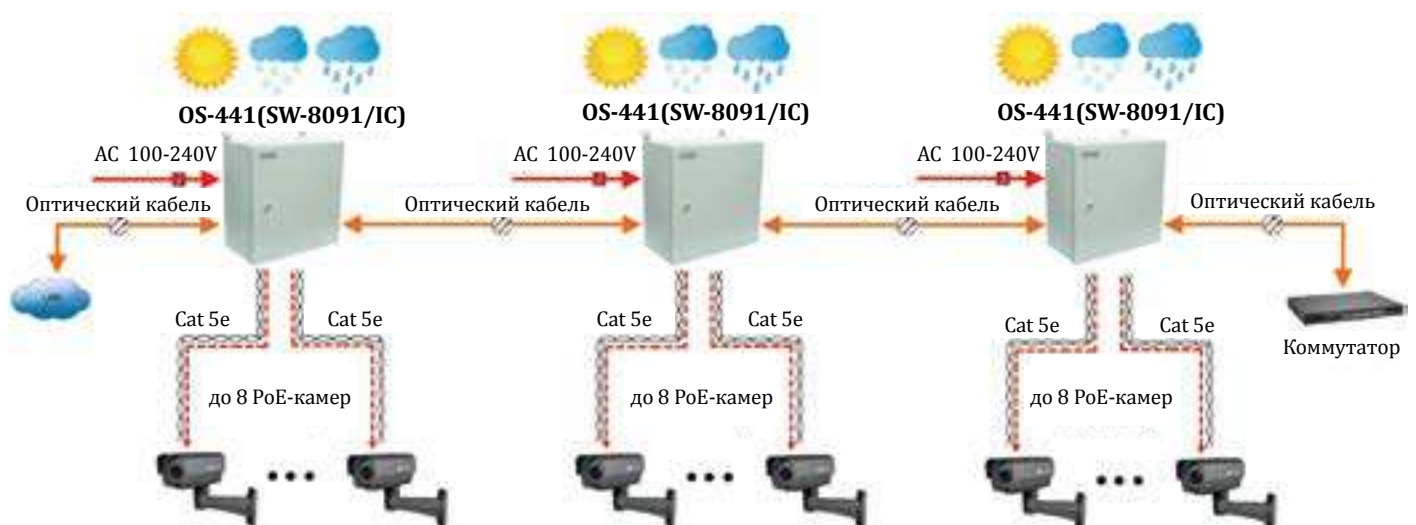 OS-441(SW-8091/IC)
OS-441(SW-8091/IC)
OS-441(SW-8091/IC)
AC 100-240V
AC 100-240V
AC 100-240V
Оптический кабель
Оптический кабель
Оптический кабель
Оптический кабель
Cat 5e
Cat 5e
Cat 5e
Cat 5e
Cat 5e
Cat 5e
Коммутатор
до 8 PoE-камер
до 8 PoE-камер
до 8 PoE-камер